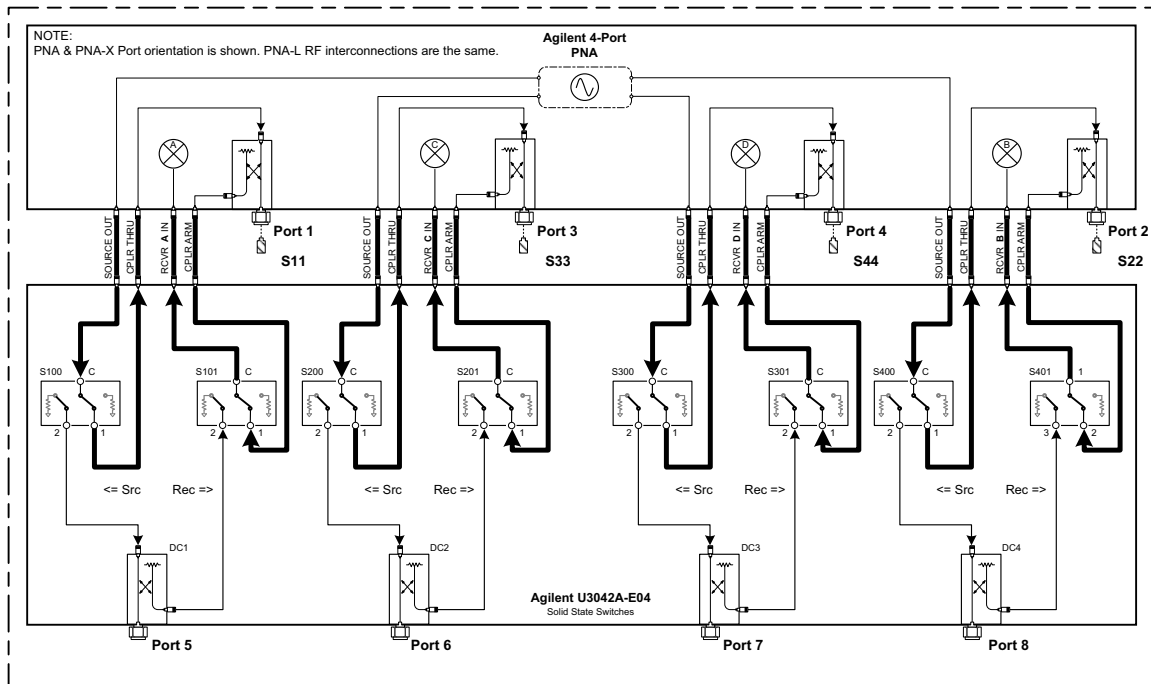 NOTE:
PNA & PNA-X Port orientation is shown. PNA-L RF interconnections are the same.
Agilent 4-Port
PNA
A
C
D
B
SOURCE OUT
CPLR THRU
RCVR A IN
CPLR ARM
Port 1
S11
SOURCE OUT
CPLR THRU
RCVR C IN
CPLR ARM
Port 3
S33
SOURCE OUT
CPLR THRU
RCVR D IN
CPLR ARM
Port 4
S44
SOURCE OUT
CPLR THRU
RCVR B IN
CPLR ARM
Port 2
S22
S100 C
S101 C
S200 C
S201 C
S300 C
S301 C
S400 C
S401 1
2 1
2 1
2 1
2 1
2 1
2 1
2 1
3 2
<= Src Rec =>
<= Src Rec =>
<= Src Rec =>
<= Src Rec =>
DC1
DC2
DC3
DC4
Agilent U3042A-E04
Solid State Switches
Port 5
Port 6
Port 7
Port 8